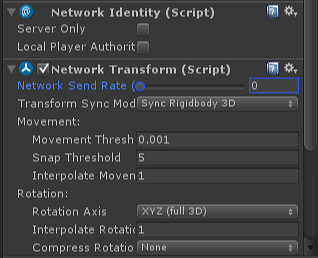 Network Identity (Script)
Server Only
Local Player Authorit
Network Transform (Script)
Network Send Rate ( 0
Transform Sync Mod Sync Rigidbody 3D
Movement:
Movement Thresh 0.001
Snap Threshold 5
Interpolate Movem 1
Rotation:
Rotation Axis XYZ (full 3D)
Interpolate Rotatio 1
Compress Rotatio None